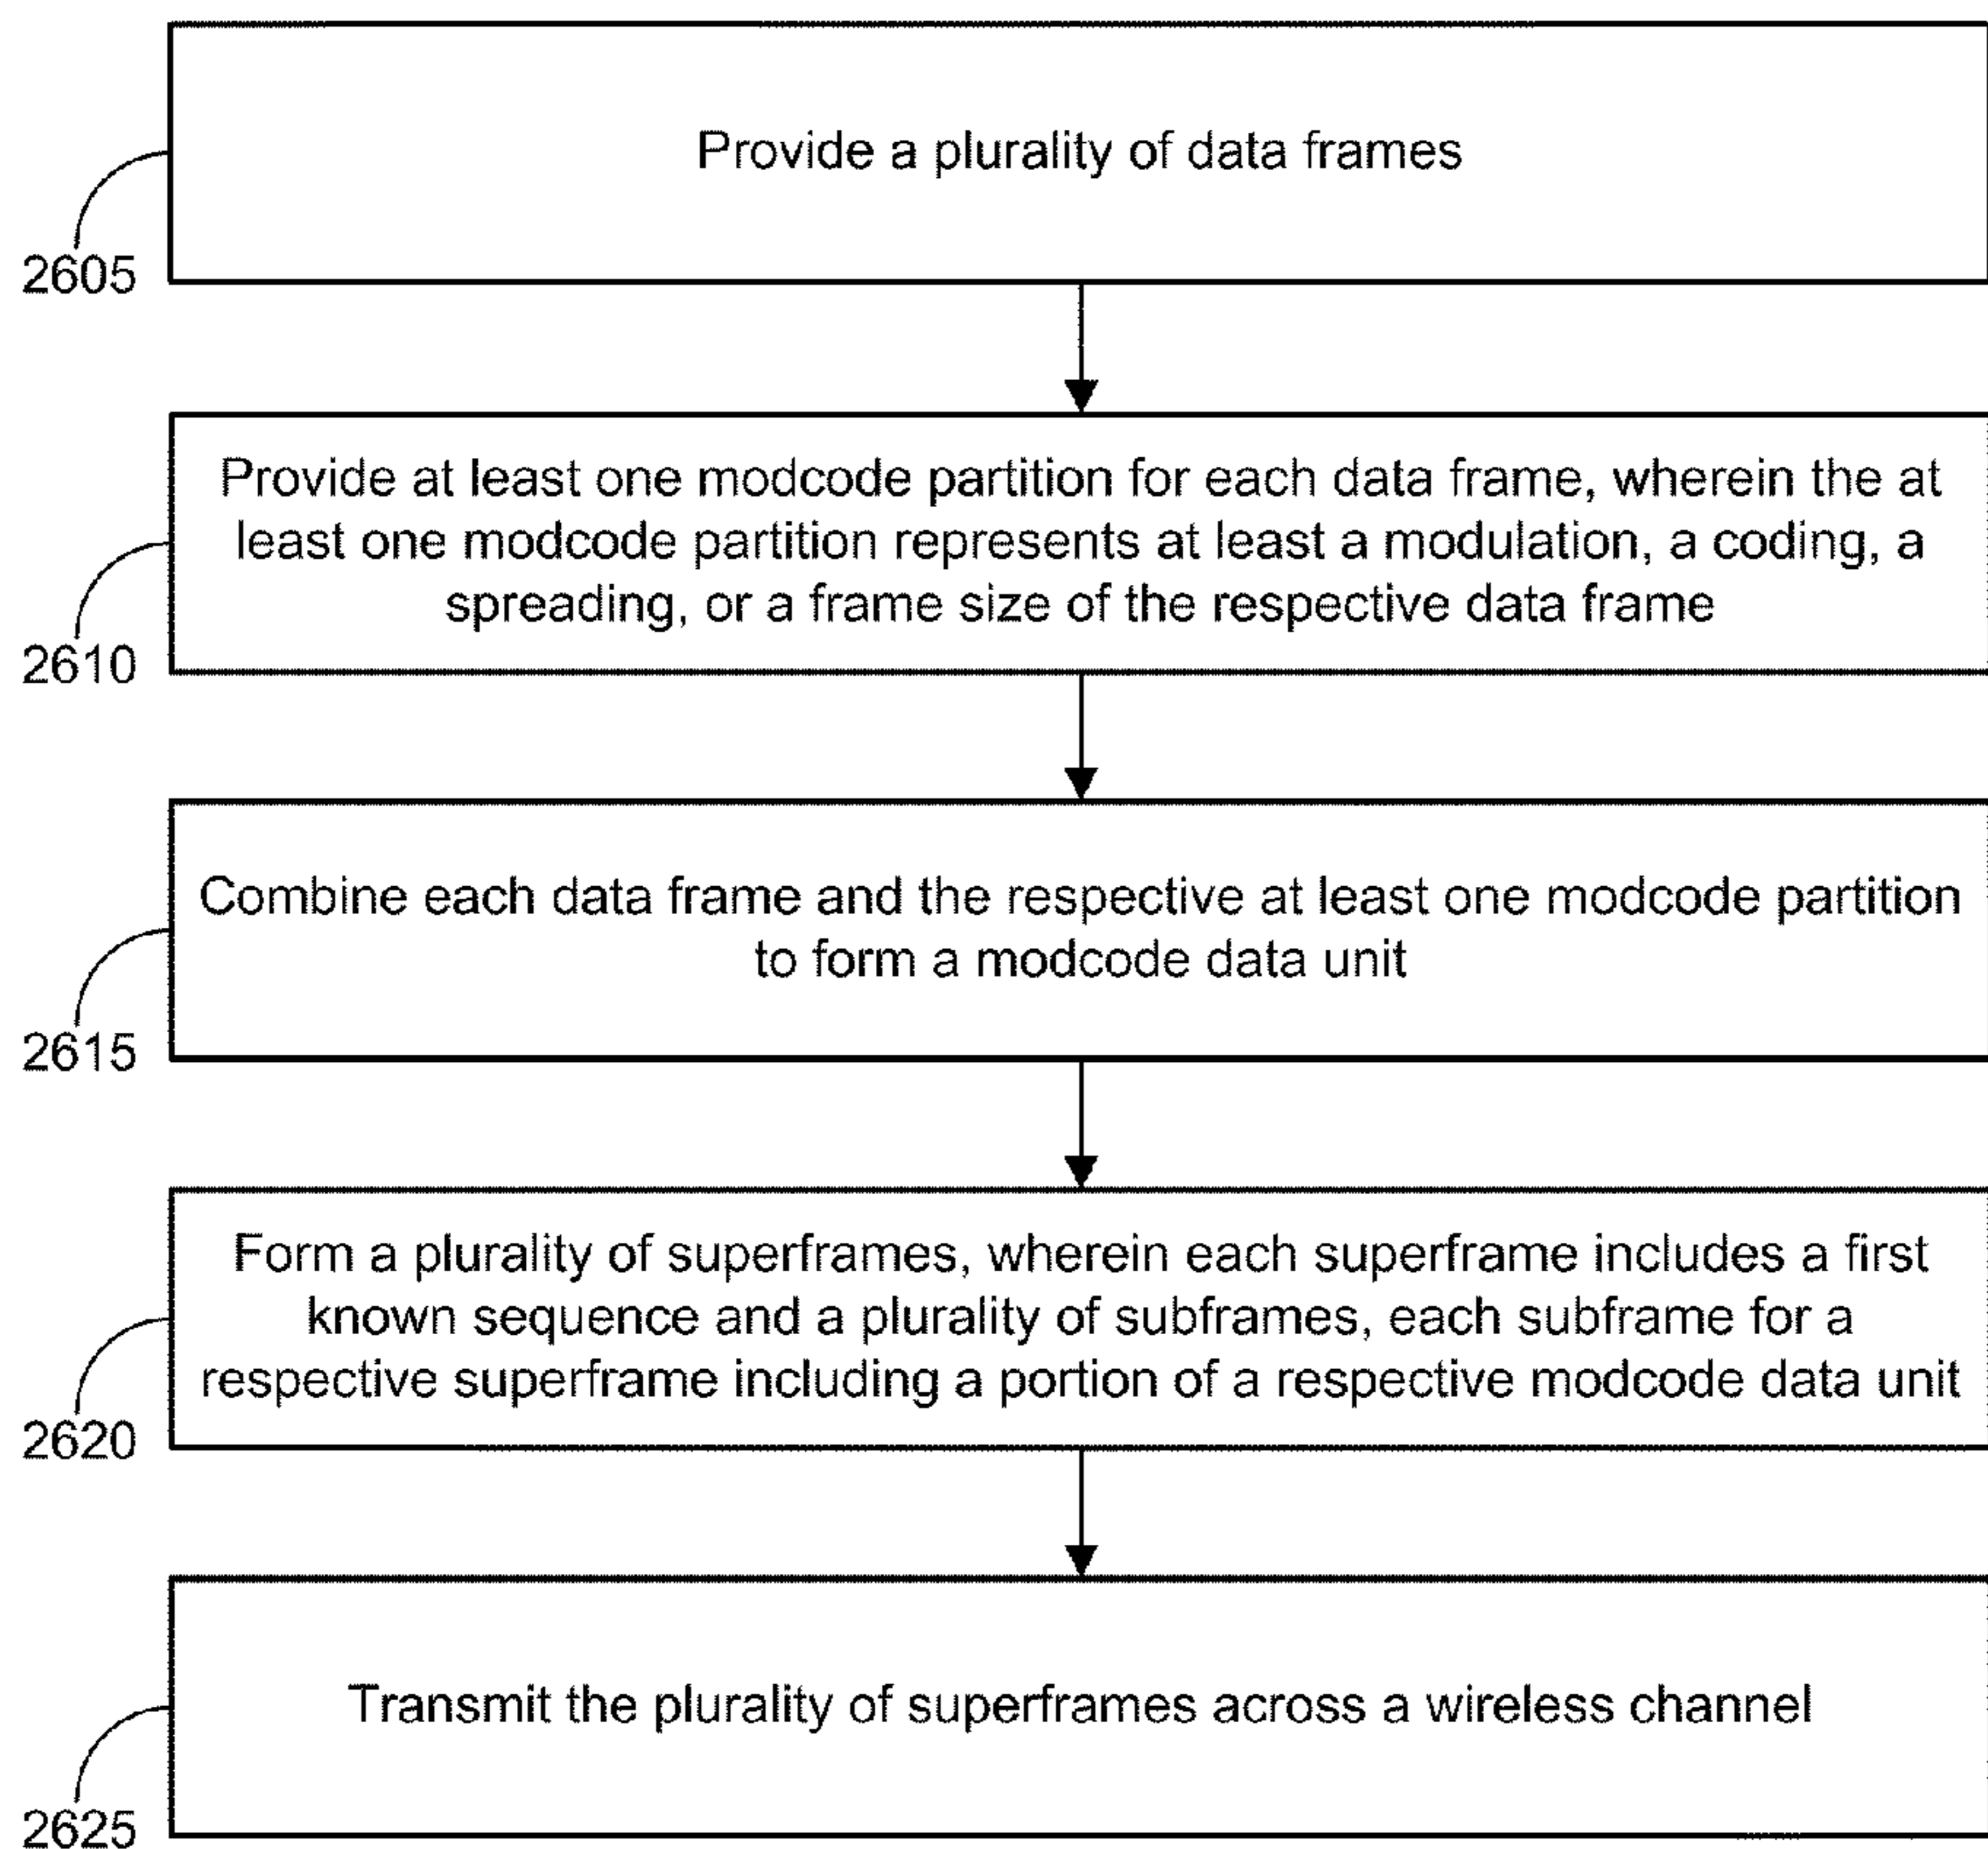 Provide a plurality of data frames
2605
Provide at least one modcode partition for each data frame, wherein the at
least one modcode partition represents at least a modulation, a coding, a
spreading, or a frame size of the respective data frame
2610
Combine each data frame and the respective at least one modcode partition
to form a modcode data unit
2615
Form a plurality of superframes, wherein each superframe includes a first
known sequence and a plurality of subframes, each subframe for a
respective superframe including a portion of a respective modcode data unit
2620
Transmit the plurality of superframes across a wireless channel
2625